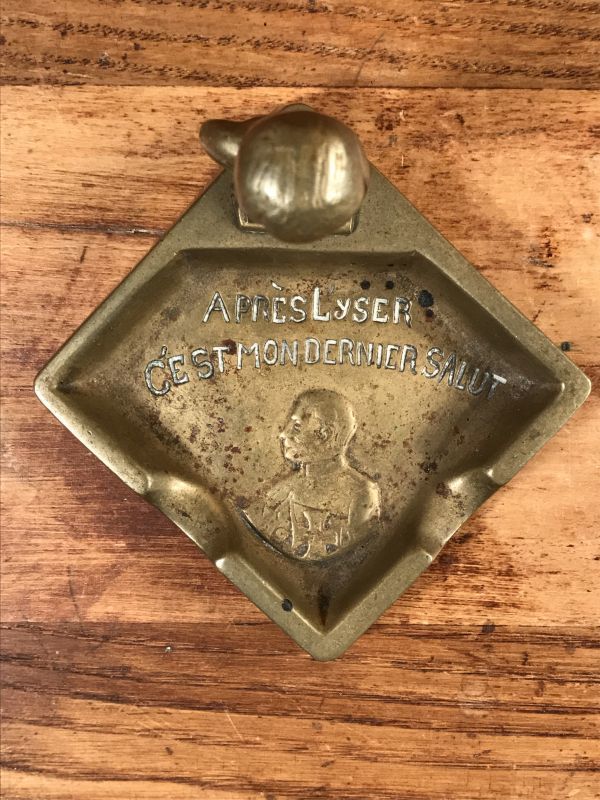 APRÈS L'YSER
C'EST MON DERNIER SALUT